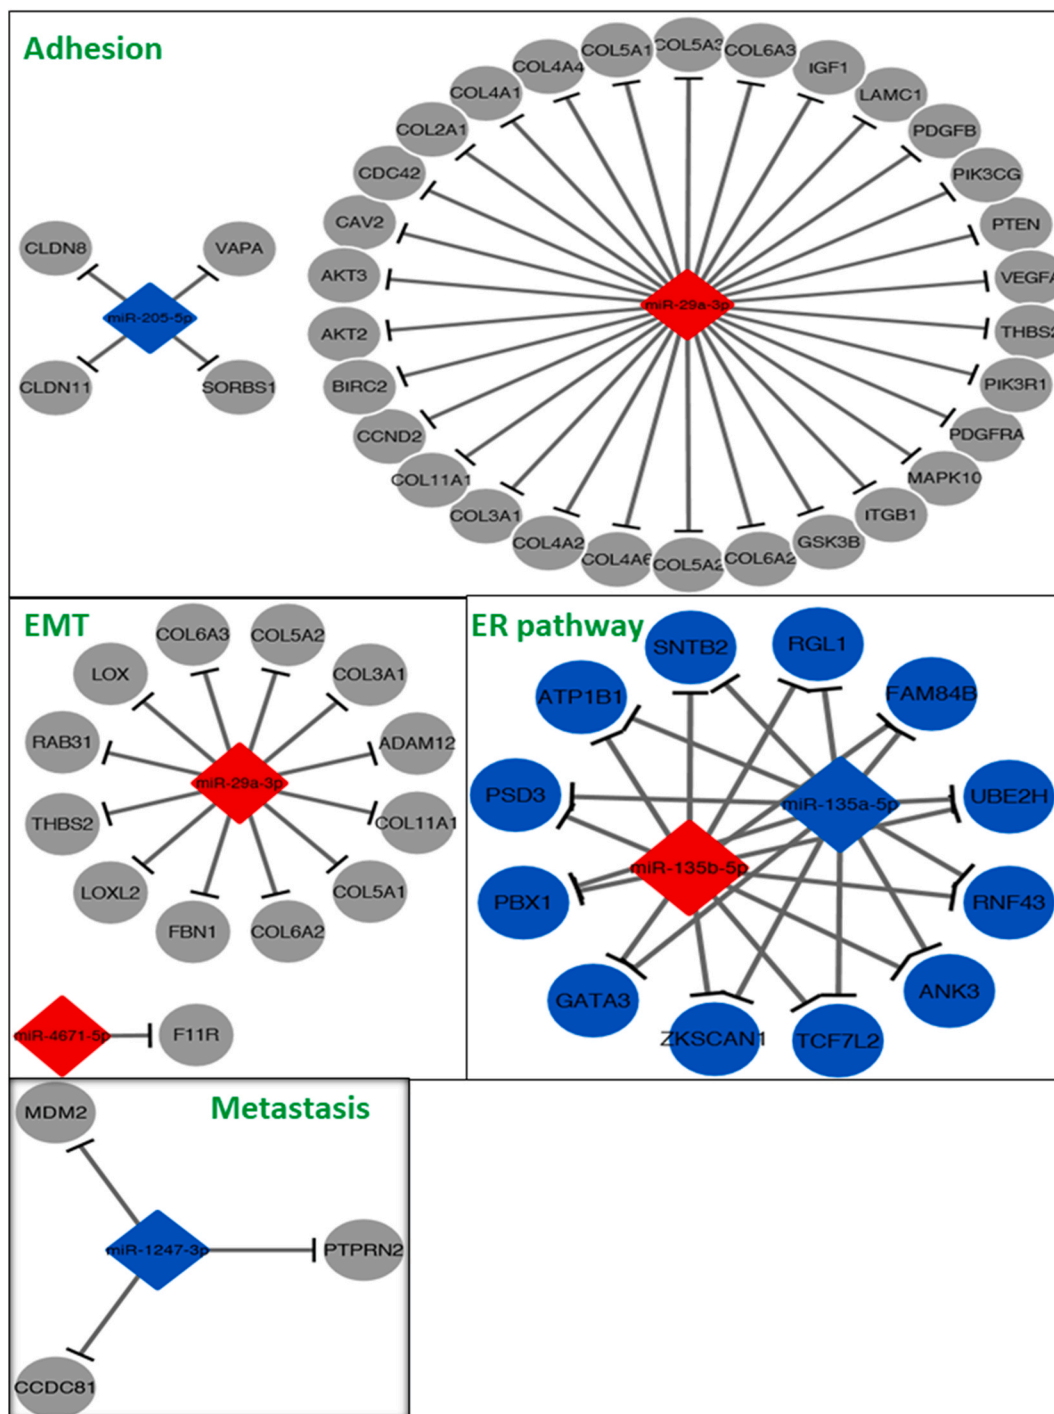 Adhesion
COL5A3
COL5A1
COL6A3
COL4A4
IGF1
COL4A1
LAMC1
COL2A1
PDGFB
CDC42
PIK3CG
CAV2
PTEN
CLDN8
VAPA
AKT3
VEGFA
miR-205-5p
miR-29a-3p
AKT2
THBS2
CLDN11
SORBS1
BIRC2
PIK3R1
CCND2
PDGFRA
COL11A1
MAPK10
COL3A1
ITGB1
COL4A2
GSK3B
COL4A6
COL5A2
COL6A2
EMT
COL6A3
COL5A2
LOX
COL3A1
RAB31
ADAM12
miR-29a-3p
THBS2
COL11A1
LOXL2
COL5A1
FBN1
COL6A2
miR-4671-5p
F11R
ER pathway
SNTB2
RGL1
ATP1B1
FAM84B
PSD3
miR-135a-5p
UBE2H
miR-135b-5p
PBX1
RNF43
GATA3
ANK3
ZKSCAN1
TCF7L2
Metastasis
MDM2
miR-1247-3p
PTPRN2
CCDC81